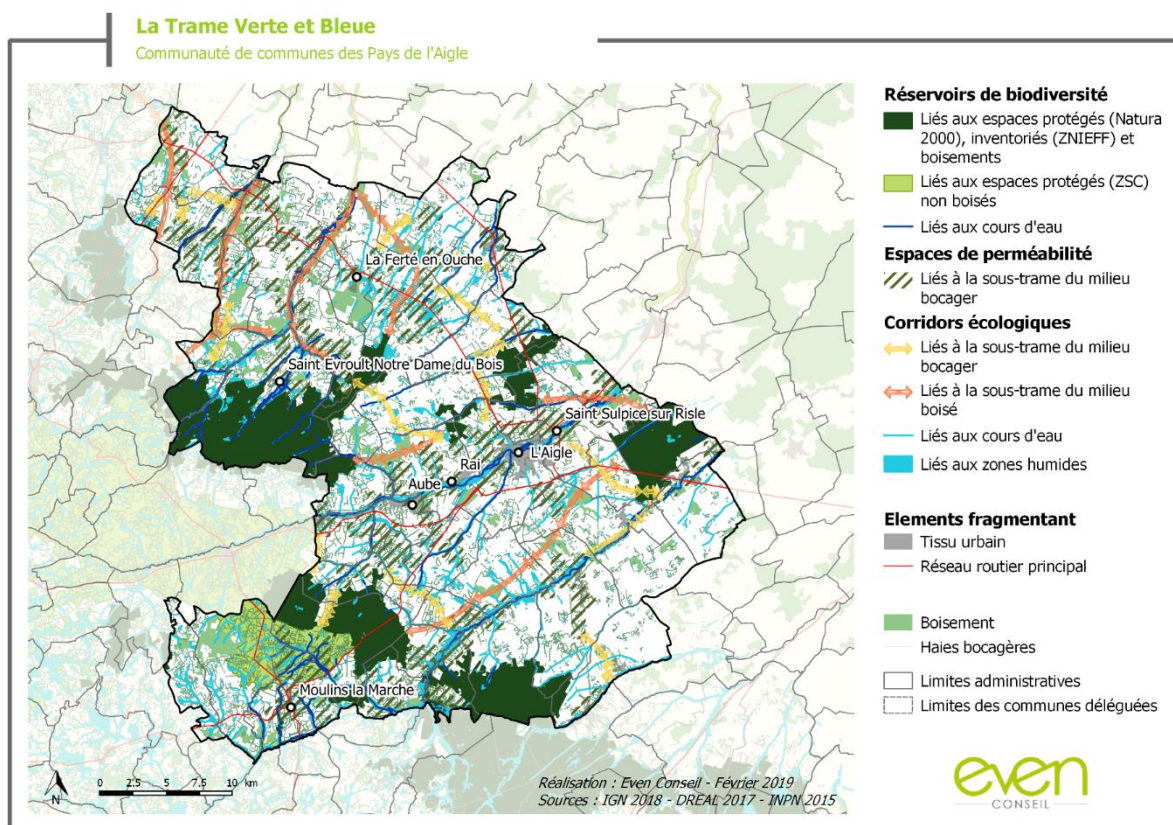 La Trame Verte et Bleue
Communauté de communes des Pays de l'Aigle
La Ferté en Ouche
Saint Evroult Notre Dame du Bois
Saint Sulpice sur Risle
L'Aigle
Rai
Aube
Moulins la Marche
N
0 2.5 5 7.5 10 km
Réalisation : Even Conseil - Février 2019
Sources : IGN 2018 - DREAL 2017 - INPN 2015
Réservoirs de biodiversité
Liés aux espaces protégés (Natura
2000), inventoriés (ZNIEFF) et
boisements
Liés aux espaces protégés (ZSC)
non boisés
Liés aux cours d'eau
Espaces de perméabilité
Liés à la sous-trame du milieu
bocager
Corridors écologiques
Liés à la sous-trame du milieu
bocager
Liés à la sous-trame du milieu
boisé
Liés aux cours d'eau
Liés aux zones humides
Elements fragmentant
Tissu urbain
Réseau routier principal
Boisement
Haies bocagères
Limites administratives
Limites des communes déléguées
even
CONSEIL